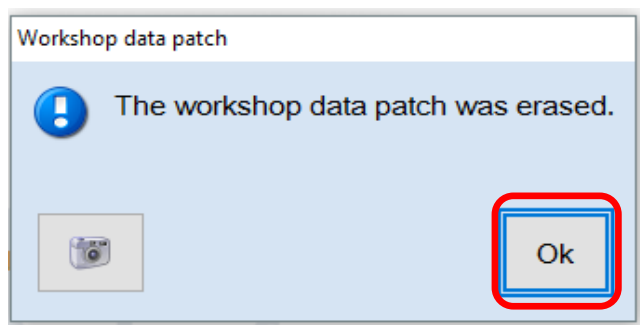 Workshop data patch
The workshop data patch was erased.
Ok